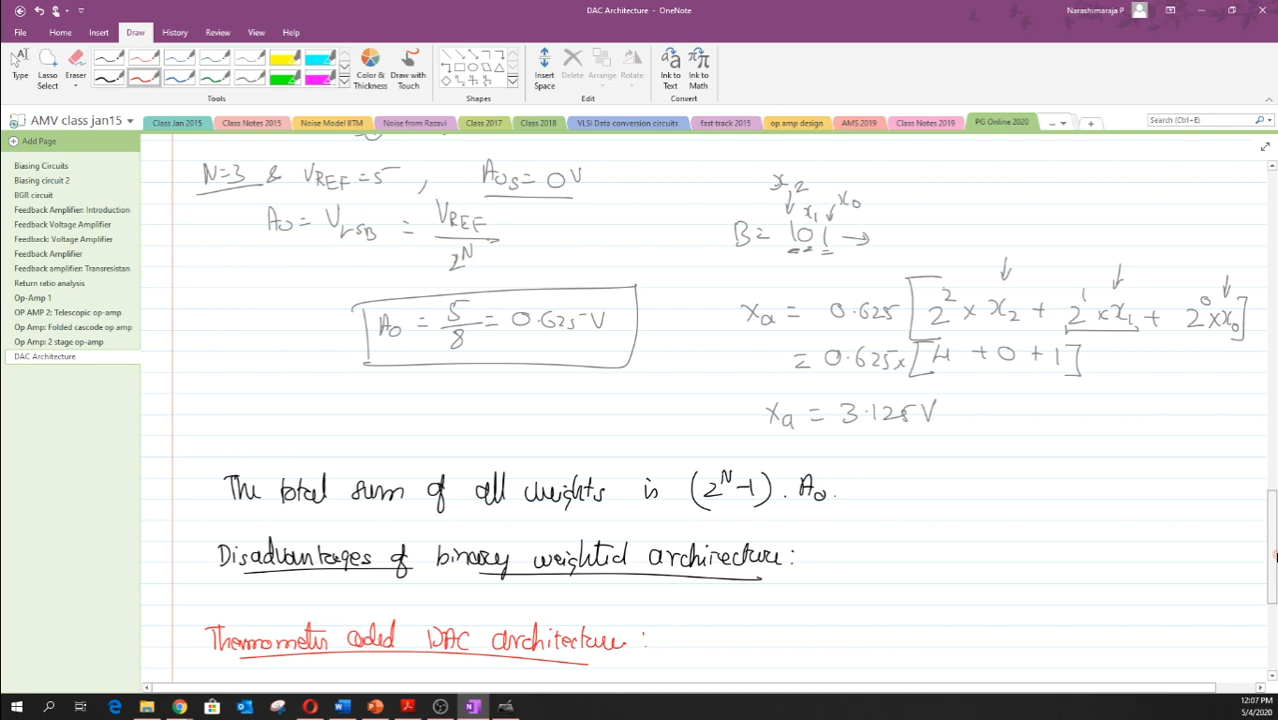 DAC Architecture - OneNote
Narashimaraja P
File Home Insert Draw History Review View Help
Type
Lasso Select
Eraser
Color & Thickness
Draw with Touch
Insert Space
Delete
Arrange
Rotate
Ink to Text
Ink to Math
Tools Shapes Edit Convert
AMV class jan15
Class Jan 2015 Class Notes 2015 Noise Model IITM Noise from Razavi Class 2017 Class 2018 VLSI Data conversion circuits fast track 2015 op amp design AMS 2019 Class Notes 2019 PG Online 2020
Search (Ctrl+E)
Add Page
Biasing Circuits
Biasing circuit 2
BGR circuit
Feedback Amplifier: Introduction
Feedback Voltage Amplifier
Feedback: Voltage Amplifier
Feedback Amplifier
Feedback amplifier: Transresistan
Return ratio analysis
Op-Amp 1
OP AMP 2: Telescopic op-amp
Op Amp: Folded cascode op amp
Op Amp: 2 stage op-amp
DAC Architecture
N=3 & VREF=5, AOS=0V
A0 = VLSB = VREF / 2^N
A0 = 5/8 = 0.625V
x2 x1 x0
B = 101 →
xa = 0.625 [2^2 × x2 + 2^1 × x1 + 2^0 × x0]
= 0.625 × [4 + 0 + 1]
xa = 3.125V
The total sum of all weights is (2^N-1) . A0.
Disadvantages of binary weightid archirecture:
Thermometer coded DAC architecture:
12:07 PM
5/4/2020